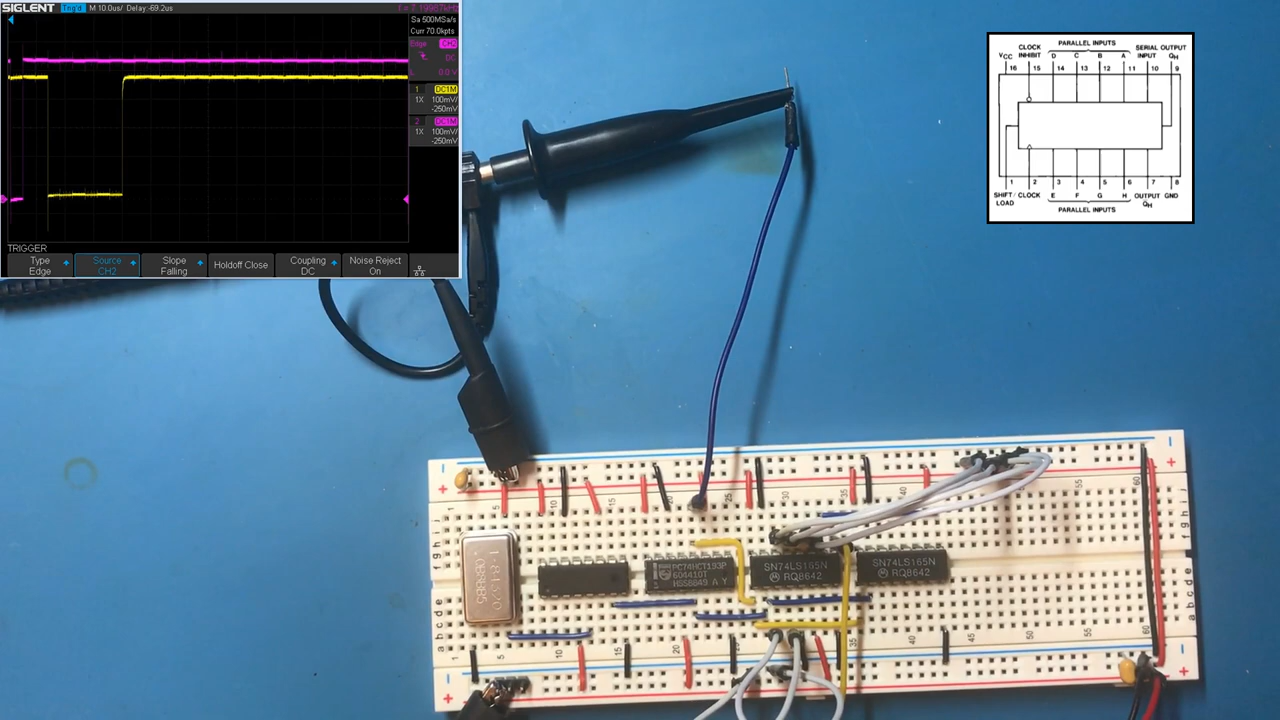 SIGLENT Trig'd M 10.0us/ Delay:-69.2us
f = 7.19987kHz
Sa 500MSa/s
Curr 70.0kpts
Edge CH2
DC
L 0.0 V
1 DC1M
1X 100mV/
-250mV
2 DC1M
1X 100mV/
-250mV
TRIGGER
Type
Edge
Source
CH2
Slope
Falling
Holdoff Close
Coupling
DC
Noise Reject
On
PARALLEL INPUTS
VCC CLOCK INHIBIT D C B A SERIAL INPUT OUTPUT QH
16 15 14 13 12 11 10 9
1 2 3 4 5 6 7 8
SHIFT/LOAD CLOCK E F G H OUTPUT QH GND
PARALLEL INPUTS
PC74HCT193P
SN74LS165N
RQ8642
SN74LS165N
RQ8642